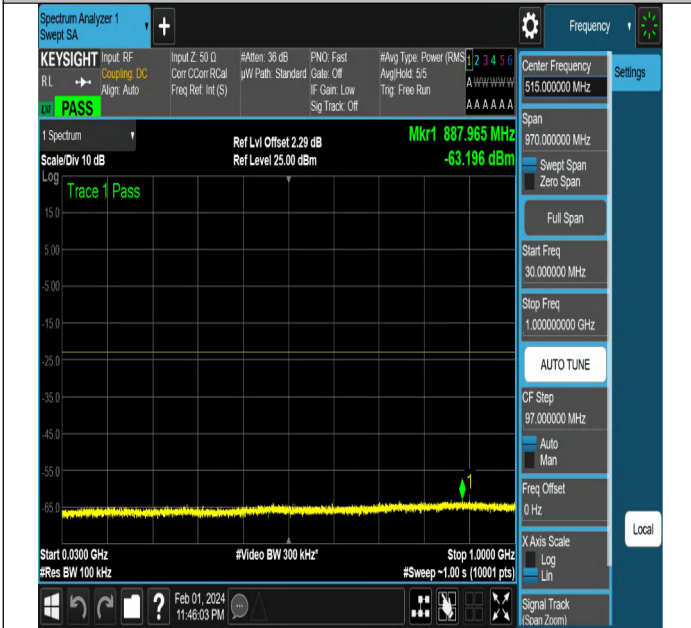 Spectrum Analyzer 1
Swept SA
+
Frequency
KEYSIGHT
RL
LXI
PASS
Input: RF
Coupling: DC
Align: Auto
Input Z: 50 Ω
Corr CCorr RCal
Freq Ref: Int (S)
#Atten: 36 dB
µW Path: Standard
PNO: Fast
Gate: Off
IF Gain: Low
Sig Track: Off
#Avg Type: Power (RMS
Avg|Hold: 5/5
Trig: Free Run
1 2 3 4 5 6
A W W W W W
A A A A A A
1 Spectrum
Scale/Div 10 dB
Ref Lvl Offset 2.29 dB
Ref Level 25.00 dBm
Mkr1 887.965 MHz
-63.196 dBm
Log
Trace 1 Pass
15.0
5.00
-5.00
-15.0
-25.0
-35.0
-45.0
-55.0
-65.0
1
Start 0.0300 GHz
#Res BW 100 kHz
#Video BW 300 kHz*
Stop 1.0000 GHz
#Sweep ~1.00 s (10001 pts)
Feb 01, 2024
11:46:03 PM
Center Frequency
515.000000 MHz
Settings
Span
970.000000 MHz
Swept Span
Zero Span
Full Span
Start Freq
30.000000 MHz
Stop Freq
1.000000000 GHz
AUTO TUNE
CF Step
97.000000 MHz
Auto
Man
Freq Offset
0 Hz
X Axis Scale
Log
Lin
Local
Signal Track
(Span Zoom)